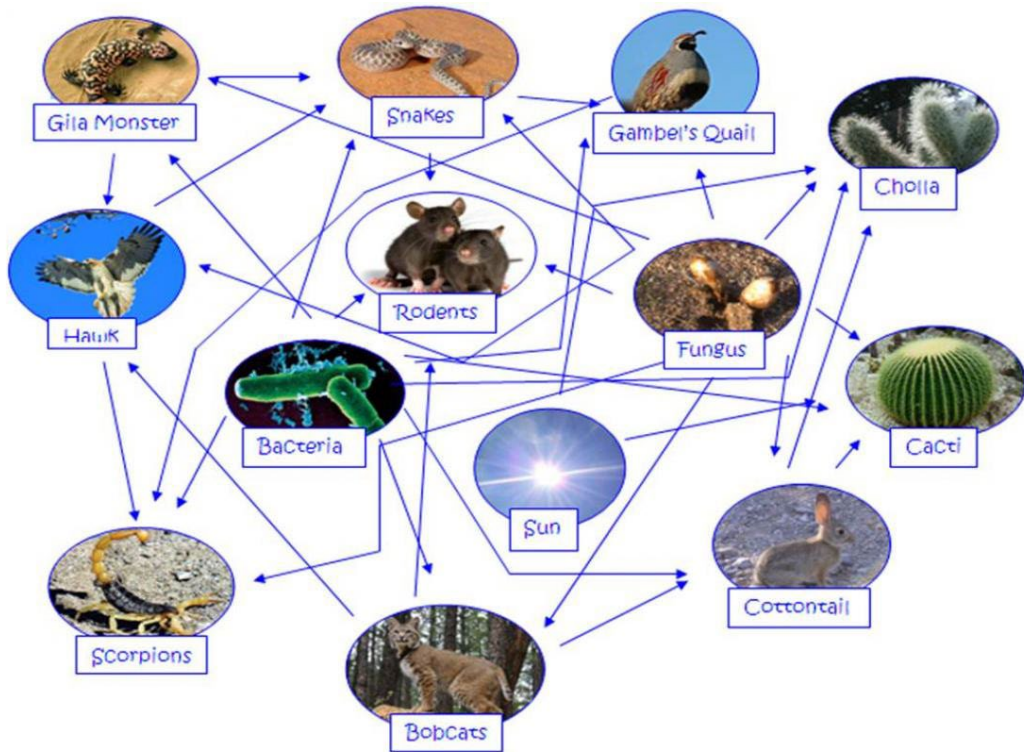 Gila Monster
Snakes
Gambel's Quail
Cholla
Hawk
Rodents
Fungus
Bacteria
Cacti
Sun
Cottontail
Scorpions
Bobcats